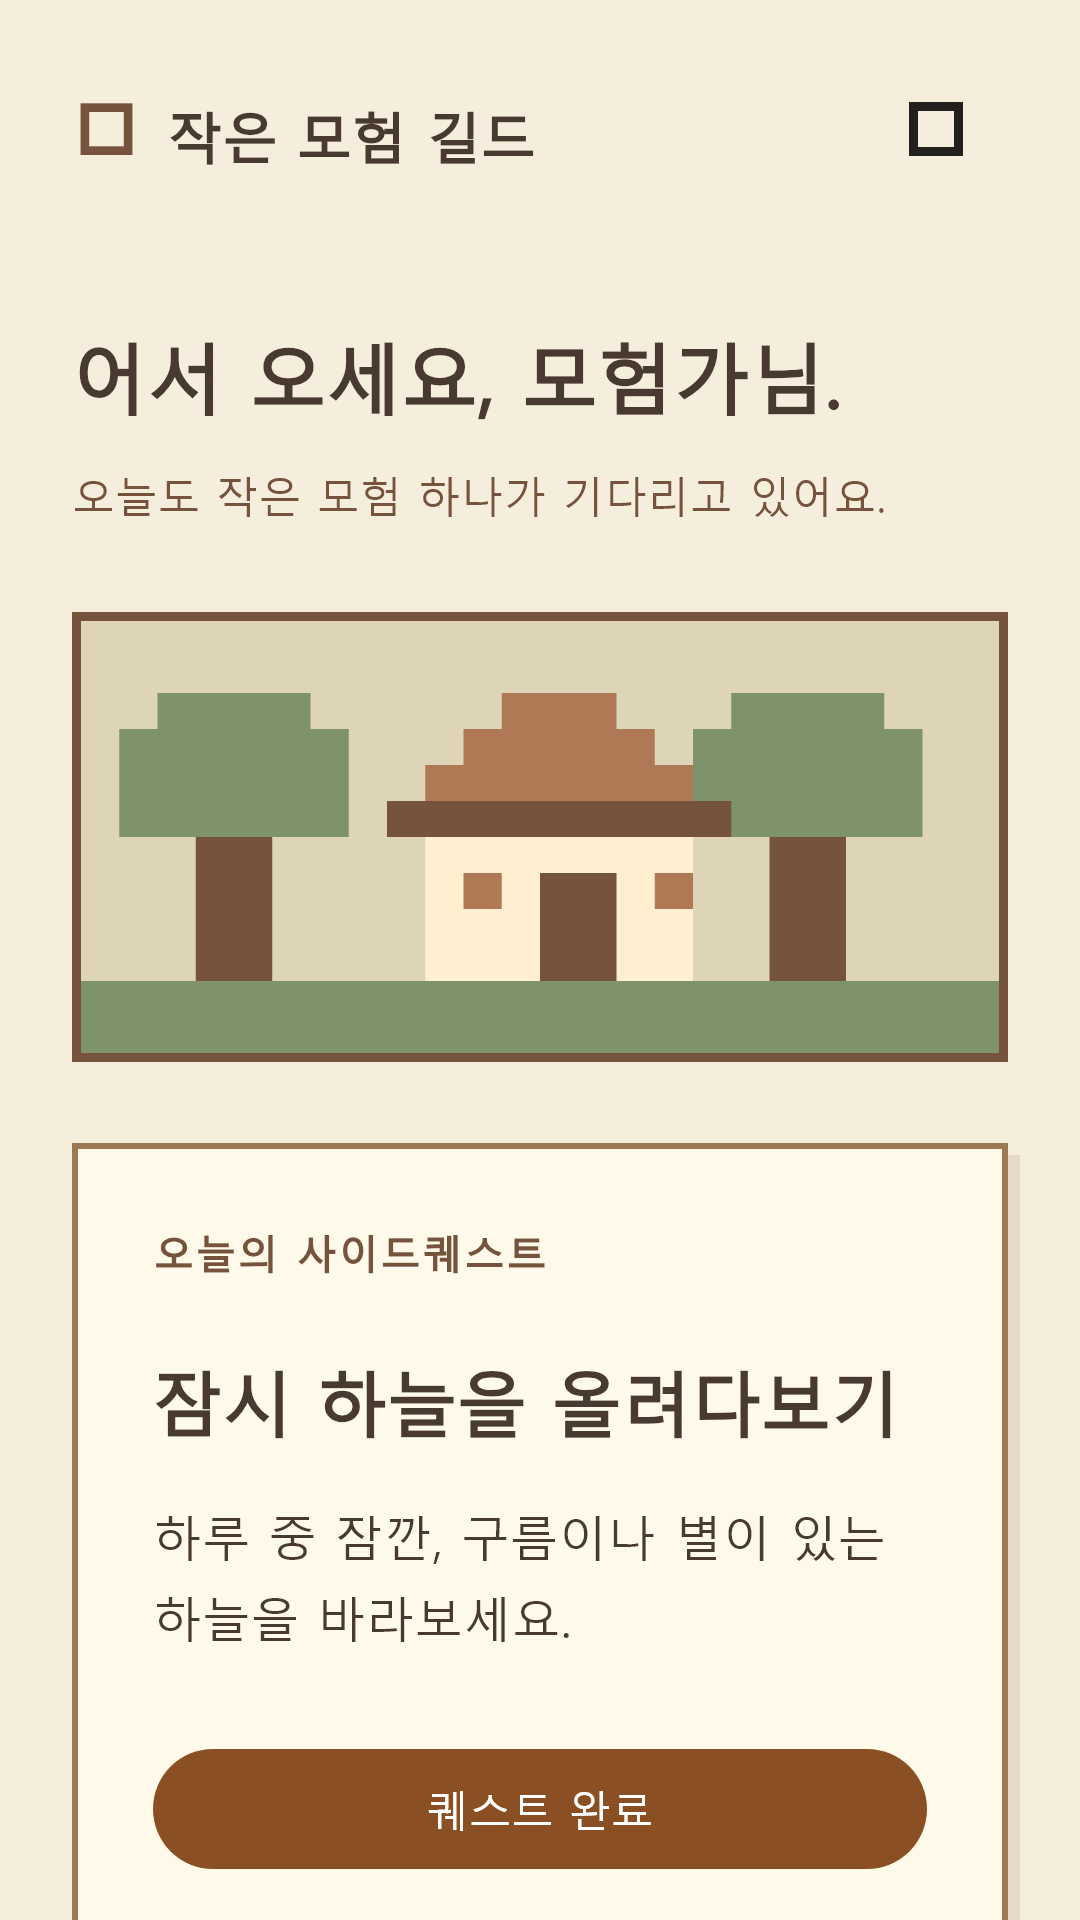 작은 모험 길드
어서 오세요, 모험가님.
오늘도 작은 모험 하나가 기다리고 있어요.
오늘의 사이드퀘스트
잠시 하늘을 올려다보기
하루 중 잠깐, 구름이나 별이 있는
하늘을 바라보세요.
퀘스트 완료